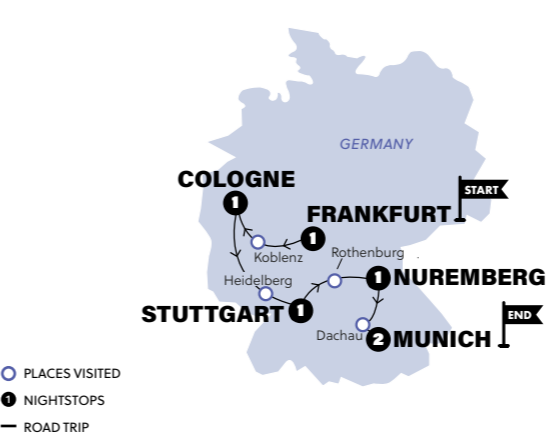 GERMANY
COLOGNE
1
START
FRANKFURT
1
Koblenz
Rothenburg
Heidelberg
1
NUREMBERG
STUTTGART
1
END
Dachau
2
MUNICH
PLACES VISITED
1
NIGHTSTOPS
ROAD TRIP